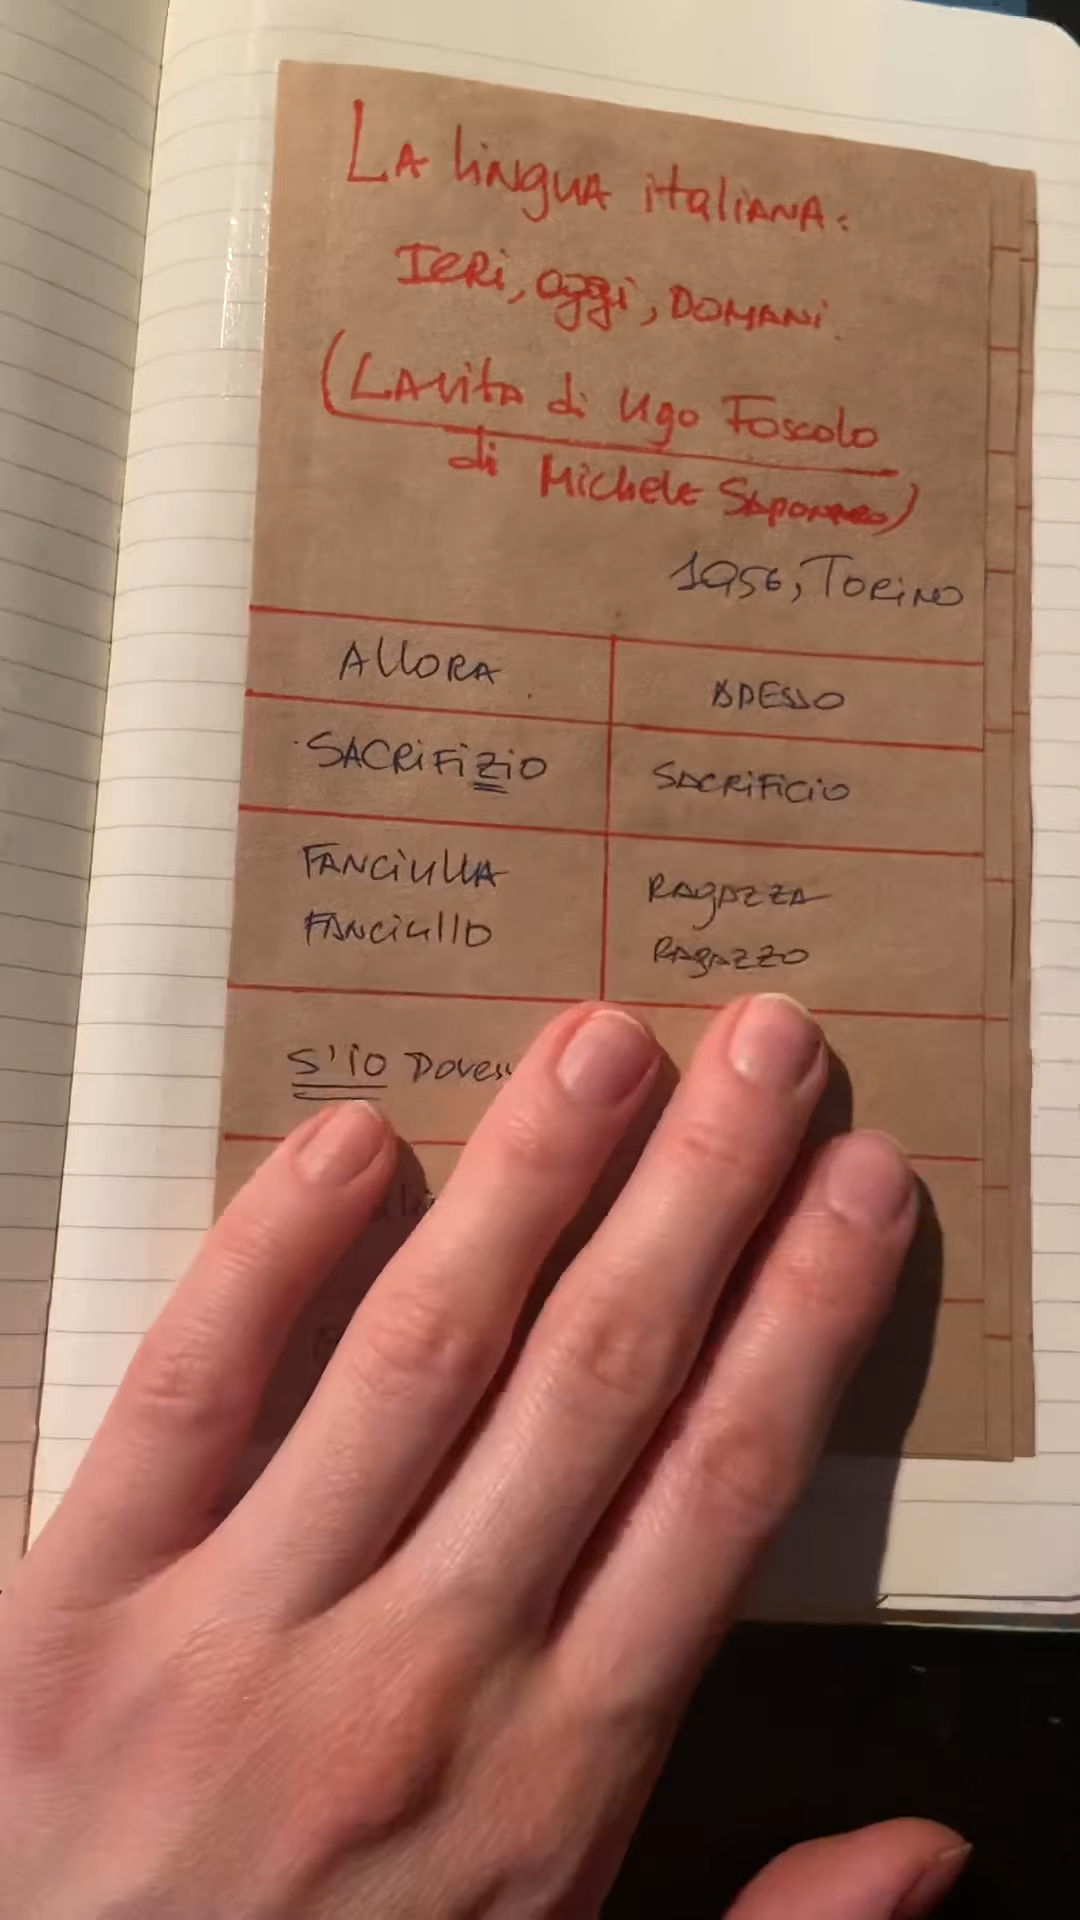 La lingua italiana:
Ieri, oggi, domani.
(La vita di Ugo Foscolo
di Michele Saponaro)
1956, Torino
Allora
Adesso
Sacrifizio
Sacrificio
Fanciulla
Ragazza
Fanciullo
Ragazzo
S'io